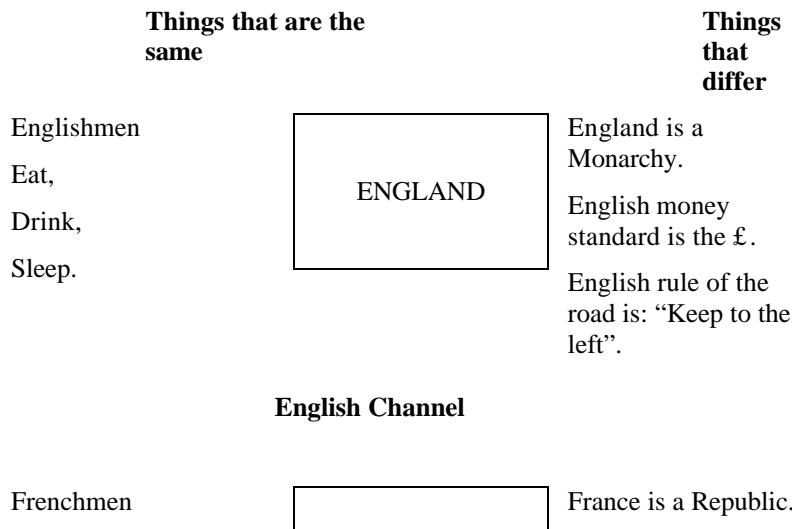 Things that are the
same
Things
that
differ
Englishmen
Eat,
Drink,
Sleep.
ENGLAND
England is a
Monarchy.
English money
standard is the £.
English rule of the
road is: “Keep to the
left”.
English Channel
Frenchmen
France is a Republic.